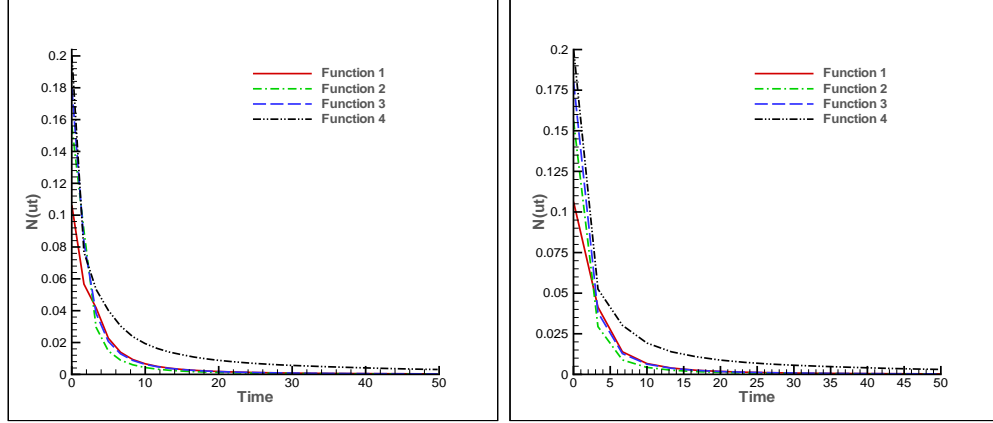 N(ut)
0.2
0.18
0.16
0.14
0.12
0.1
0.08
0.06
0.04
0.02
0
Function 1
Function 2
Function 3
Function 4
0 10 20 30 40 50
Time
N(ut)
0.2
0.175
0.15
0.125
0.1
0.075
0.05
0.025
0
Function 1
Function 2
Function 3
Function 4
0 5 10 15 20 25 30 35 40 45 50
Time